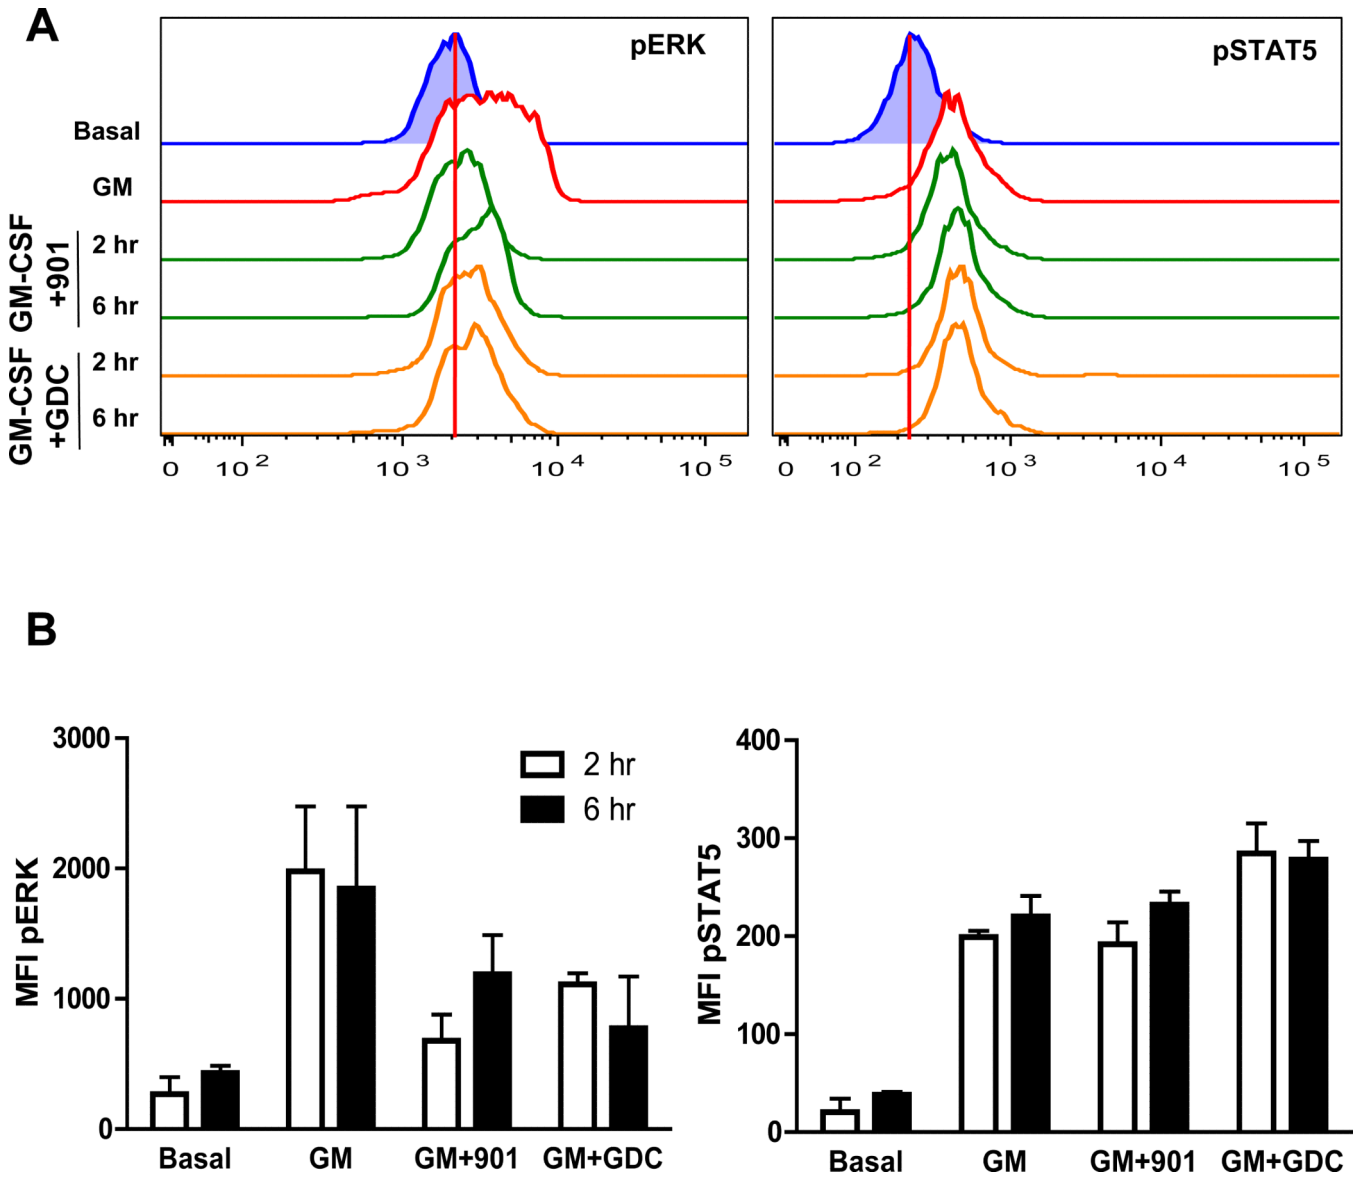 A
pERK
pSTAT5
Basal
GM
GM-CSF
+901
2 hr
6 hr
GM-CSF
+GDC
2 hr
6 hr
0 10² 10³ 10⁴ 10⁵
0 10² 10³ 10⁴ 10⁵
B
MFI pERK
3000
2000
1000
0
2 hr
6 hr
Basal GM GM+901 GM+GDC
MFI pSTAT5
400
300
200
100
0
Basal GM GM+901 GM+GDC